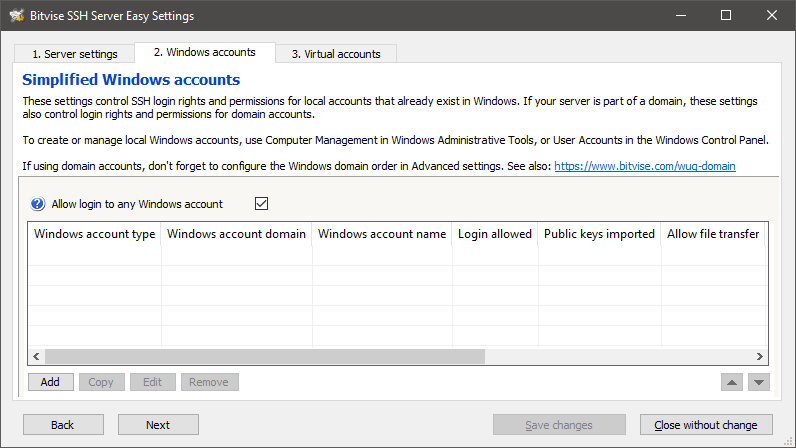 Bitvise SSH Server Easy Settings
1. Server settings
2. Windows accounts
3. Virtual accounts
Simplified Windows accounts
These settings control SSH login rights and permissions for local accounts that already exist in Windows. If your server is part of a domain, these settings
also control login rights and permissions for domain accounts.
To create or manage local Windows accounts, use Computer Management in Windows Administrative Tools, or User Accounts in the Windows Control Panel.
If using domain accounts, don't forget to configure the Windows domain order in Advanced settings. See also: https://www.bitvise.com/wug-domain
Allow login to any Windows account
Windows account type Windows account domain Windows account name Login allowed Public keys imported Allow file transfer
Add Copy Edit Remove
Back Next Save changes Close without change